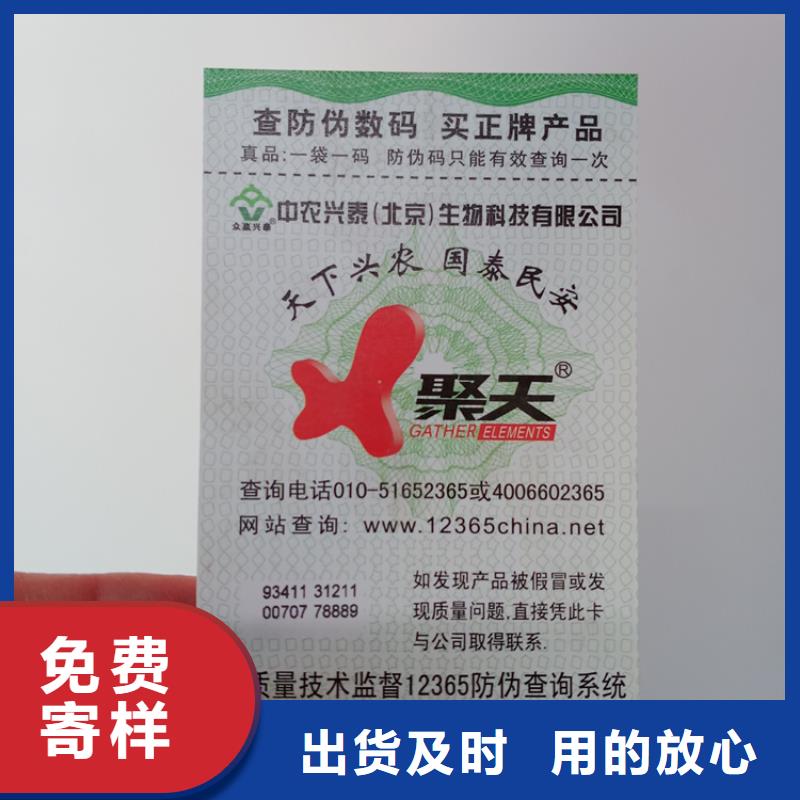 查防伪数码 买正牌产品
真品:一袋一码 防伪码只能有效查询一次
众赢兴泰®
中农兴泰(北京)生物科技有限公司
天下兴农 国泰民安
聚天®
GATHER ELEMENTS
查询电话010-51652365或4006602365
网站查询: www.12365china.net
93411 31211
00707 78889
如发现产品被假冒或发
现质量问题,直接凭此卡
与公司取得联系.
质量技术监督12365防伪查询系统
免费
寄样
出货及时 用的放心